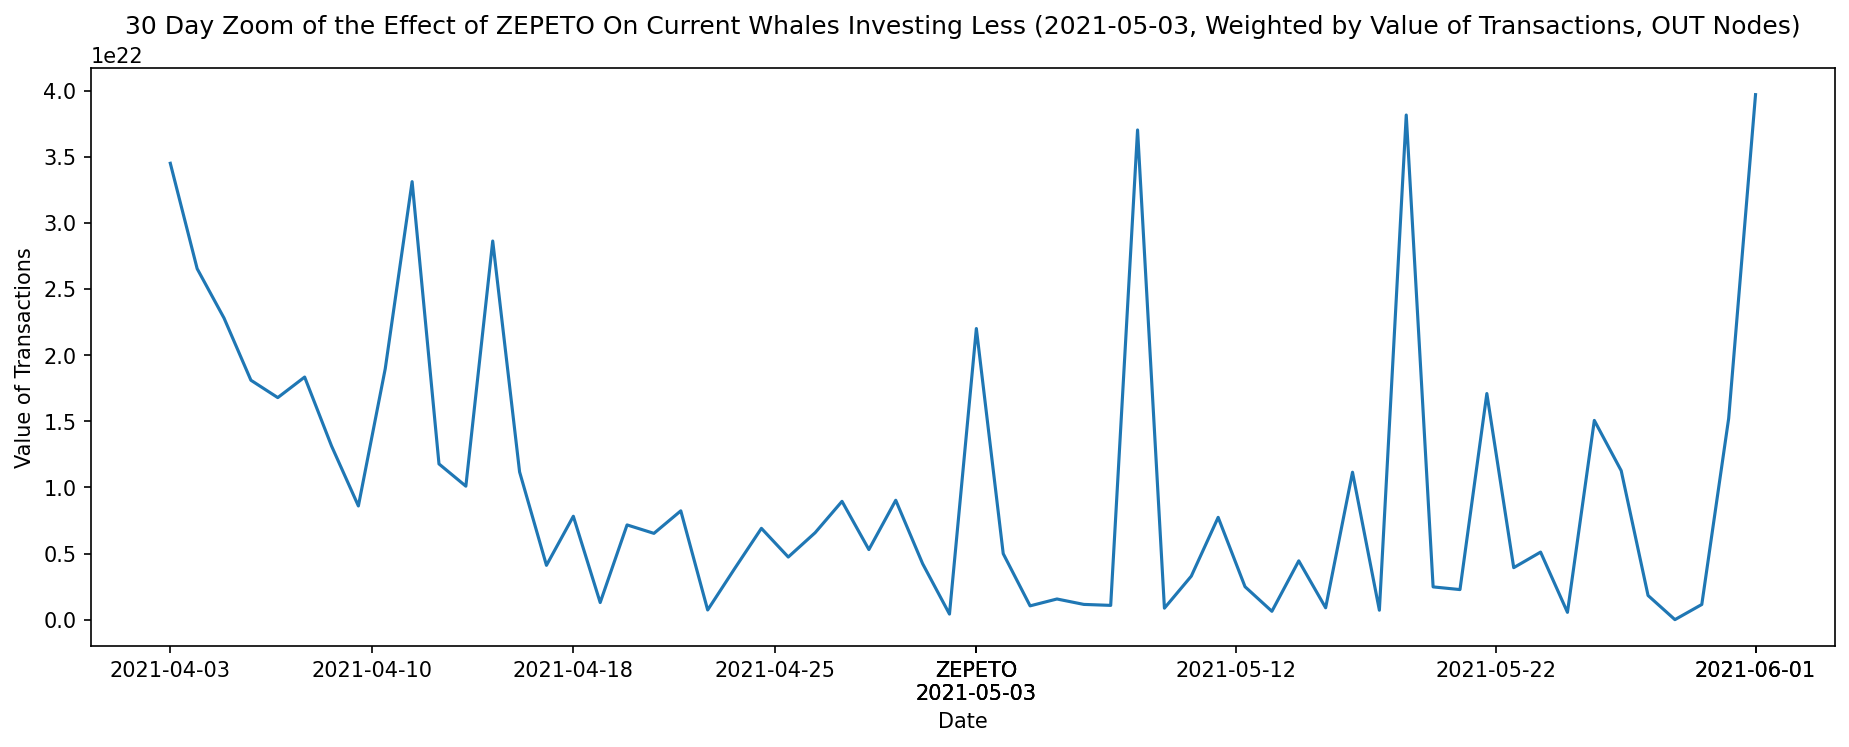 30 Day Zoom of the Effect of ZEPETO On Current Whales Investing Less (2021-05-03, Weighted by Value of Transactions, OUT Nodes)
1e22
4.0
3.5
3.0
2.5
2.0
1.5
1.0
0.5
0.0
Value of Transactions
2021-04-03 2021-04-10 2021-04-18 2021-04-25 ZEPETO 2021-05-12 2021-05-22 2021-06-01
2021-05-03
Date